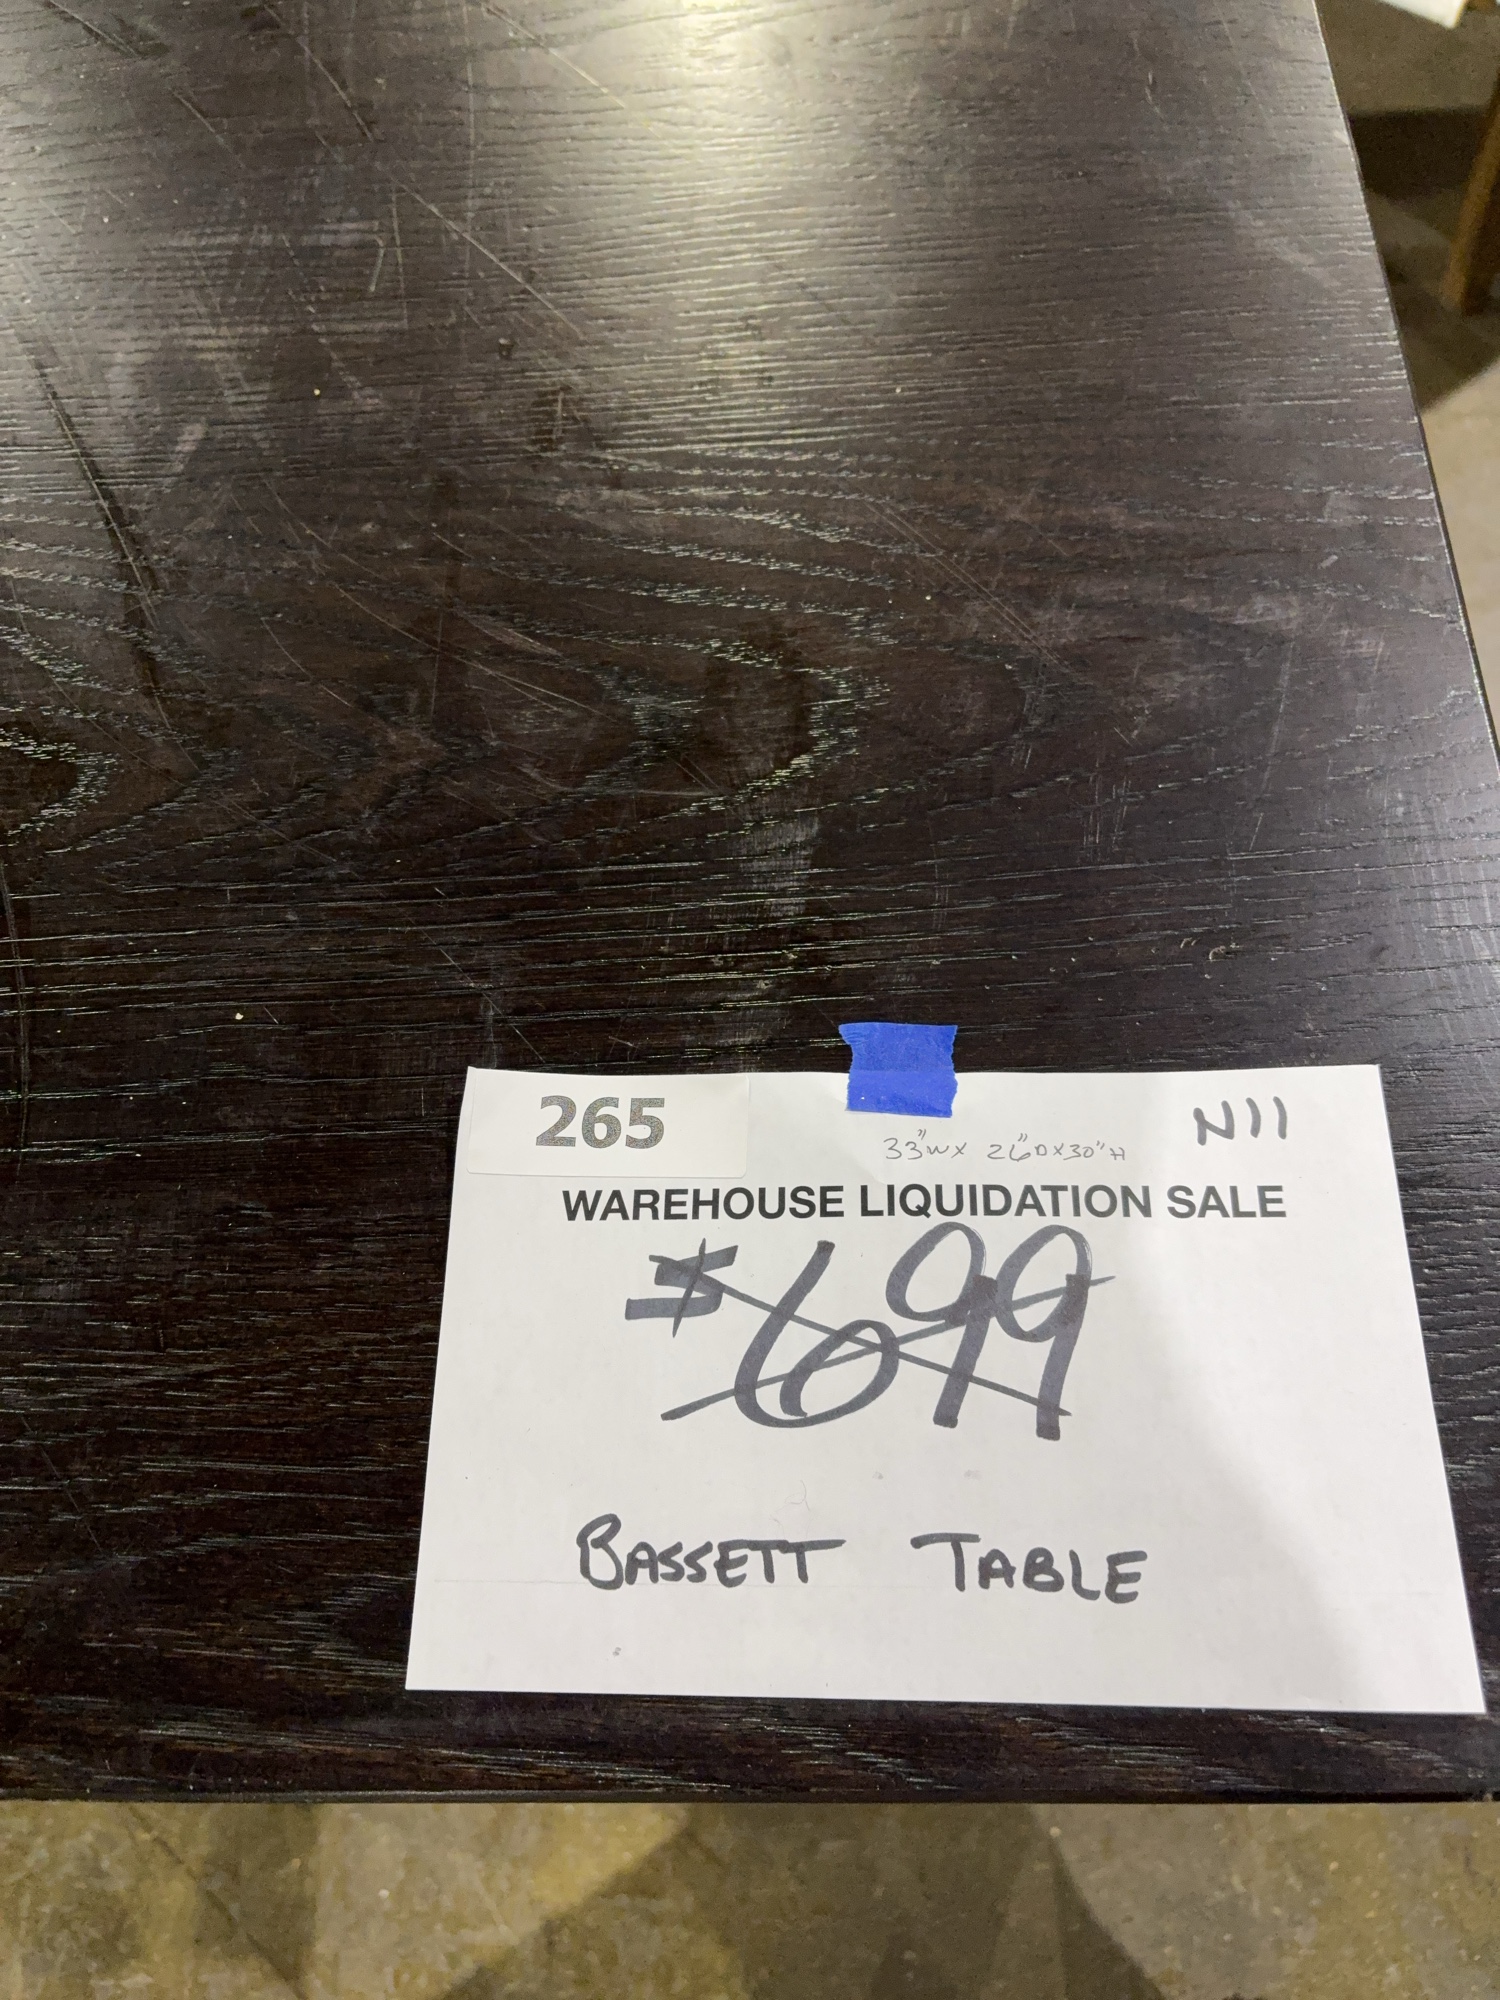 265
N11
33"W X 26"D X 30"H
WAREHOUSE LIQUIDATION SALE
$699
BASSETT TABLE